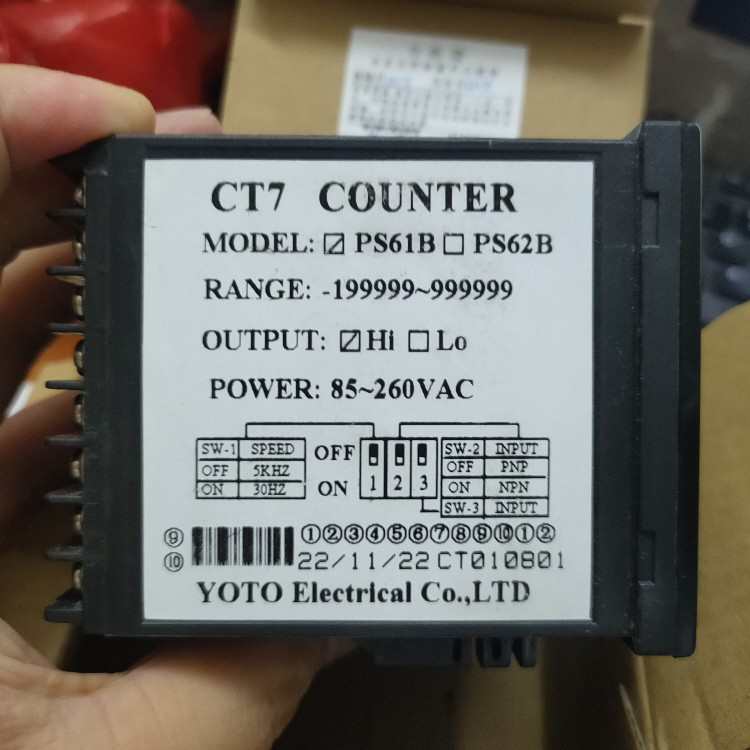 CT7 COUNTER
MODEL: ☑ PS61B ☐ PS62B
RANGE: -199999~999999
OUTPUT: ☑ Hi ☐ Lo
POWER: 85~260VAC
SW-1 SPEED
OFF 5KHZ
ON 30HZ
OFF
ON
1 2 3
SW-2 INPUT
OFF PNP
ON NPN
SW-3 INPUT
⑨ ①②③④⑤⑥⑦⑧⑨⑩①②
⑩ 22/11/22 CT010801
YOTO Electrical Co.,LTD